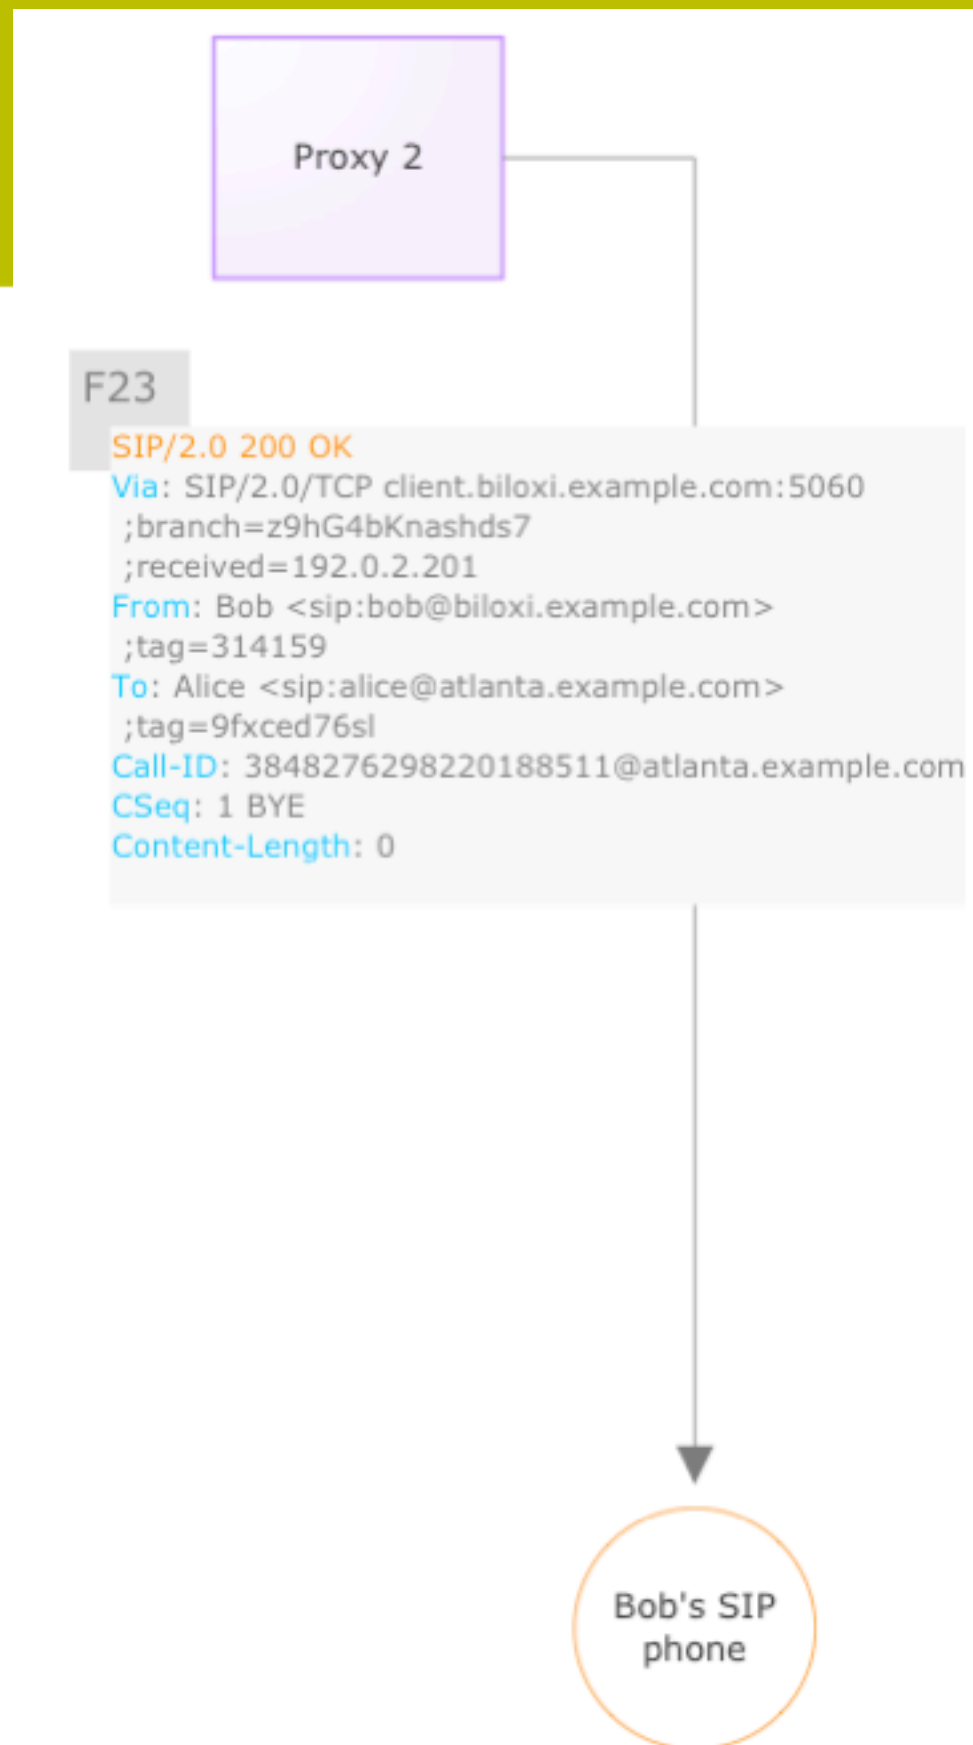 Proxy 2
F23
SIP/2.0 200 OK
Via: SIP/2.0/TCP client.biloxi.example.com:5060
;branch=z9hG4bKnashds7
;received=192.0.2.201
From: Bob <sip:bob@biloxi.example.com>
;tag=314159
To: Alice <sip:alice@atlanta.example.com>
;tag=9fxced76sl
Call-ID: 3848276298220188511@atlanta.example.com
CSeq: 1 BYE
Content-Length: 0
Bob's SIP
phone